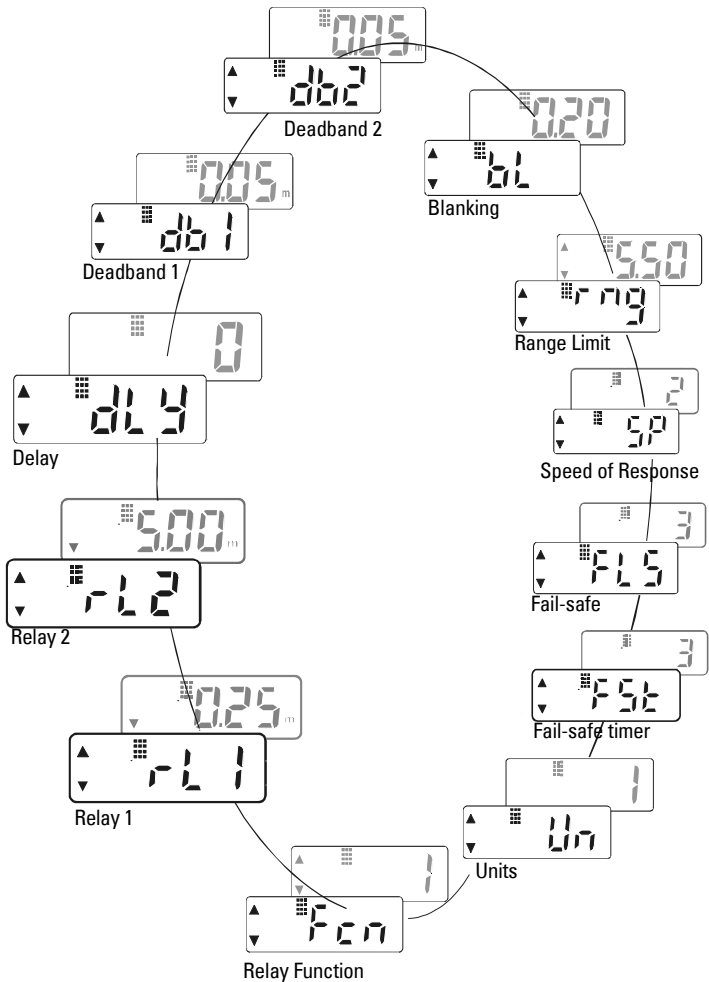 0.05 m
db2
Deadband 2
0.20
bL
Blanking
0.05 m
db1
Deadband 1
5.50
rng
Range Limit
0
dLY
Delay
2
SP
Speed of Response
5.00 m
rL2
Relay 2
3
FLS
Fail-safe
3
FSt
Fail-safe timer
0.25 m
rL1
Relay 1
1
Un
Units
1
Fcn
Relay Function